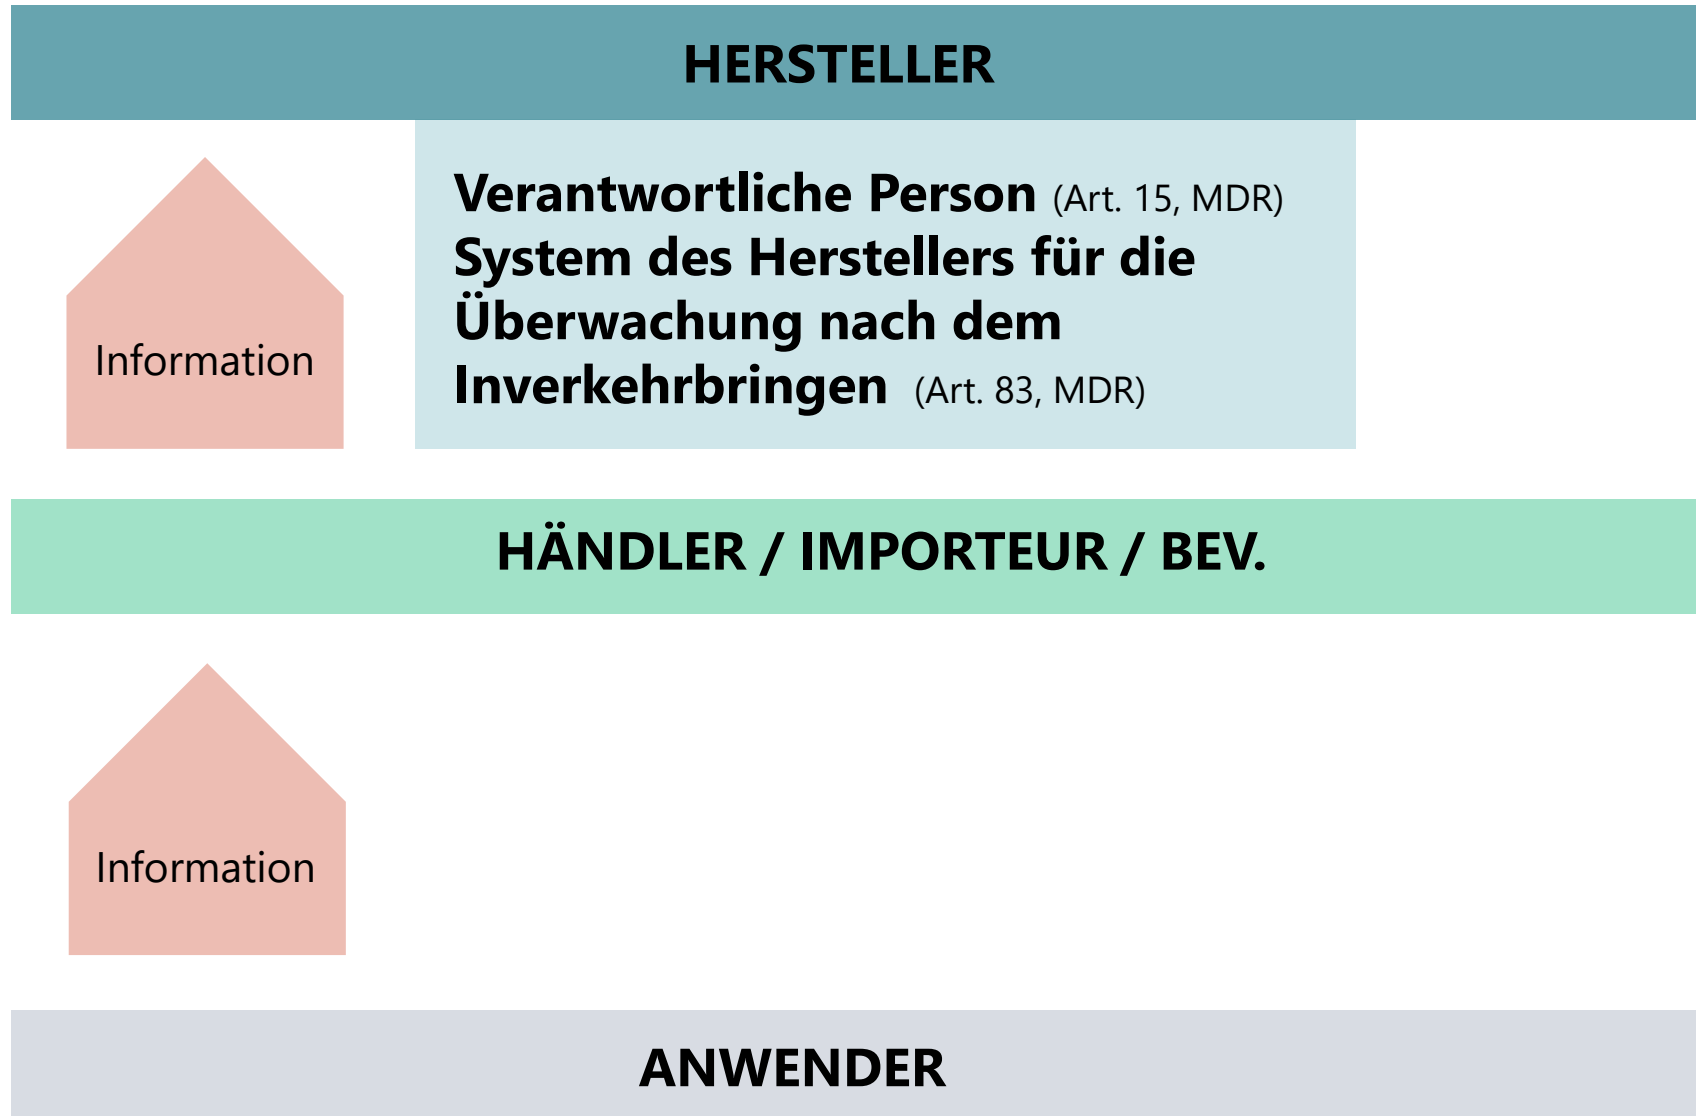 HERSTELLER
Verantwortliche Person (Art. 15, MDR)
System des Herstellers für die
Überwachung nach dem
Inverkehrbringen (Art. 83, MDR)
Information
HÄNDLER / IMPORTEUR / BEV.
Information
ANWENDER